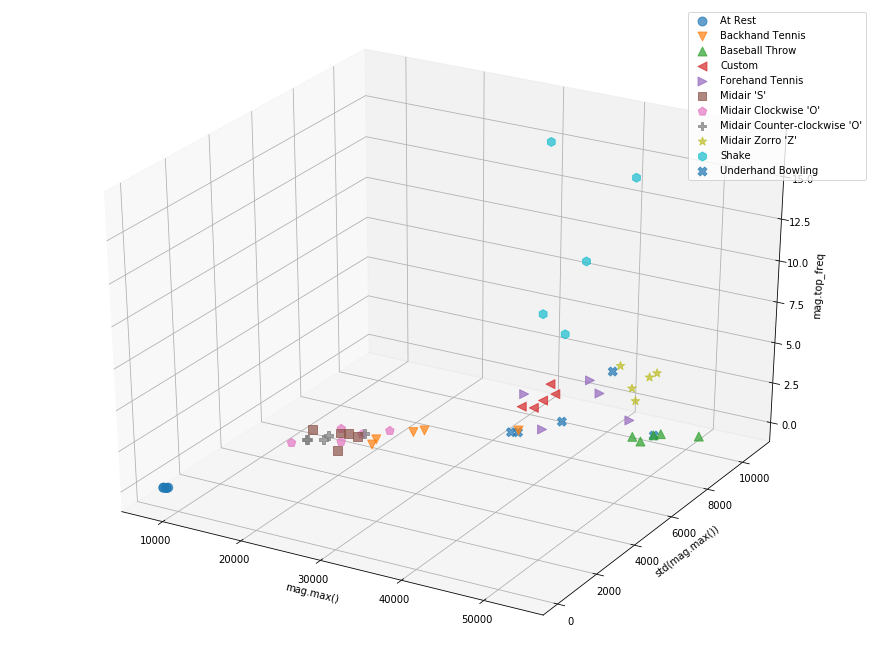 At Rest
Backhand Tennis
Baseball Throw
Custom
Forehand Tennis
Midair 'S'
Midair Clockwise 'O'
Midair Counter-clockwise 'O'
Midair Zorro 'Z'
Shake
Underhand Bowling
15.0
12.5
10.0
7.5
5.0
2.5
0.0
mag.top_freq
10000
8000
6000
4000
2000
0
std(mag.max())
10000
20000
30000
40000
50000
mag.max()